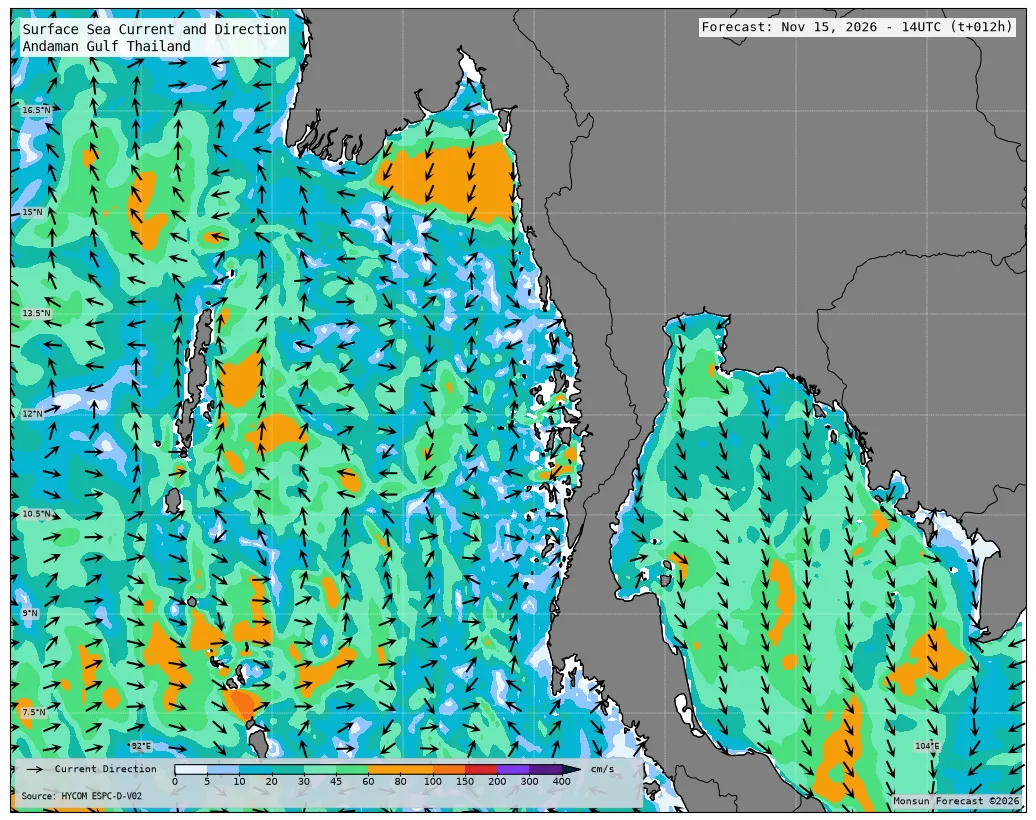 Surface Sea Current and Direction
Andaman Gulf Thailand
Forecast: Nov 15, 2026 - 14UTC (t+012h)
16.5°N
15°N
13.5°N
12°N
10.5°N
9°N
7.5°N
92°E
104°E
Current Direction
5 10 20 30 45 60 80 100 150 200 300 400 cm/s
Source: HYCOM ESPC-D-V02
Monsun Forecast ©2026